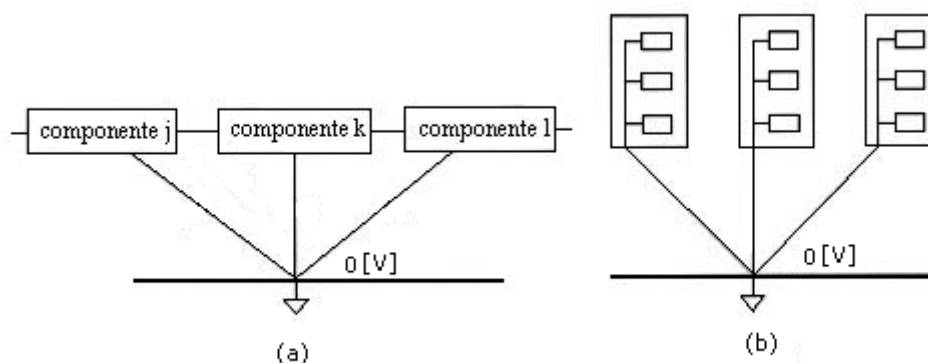 componente j componente k componente l
0[V]
0[V]
(a)
(b)